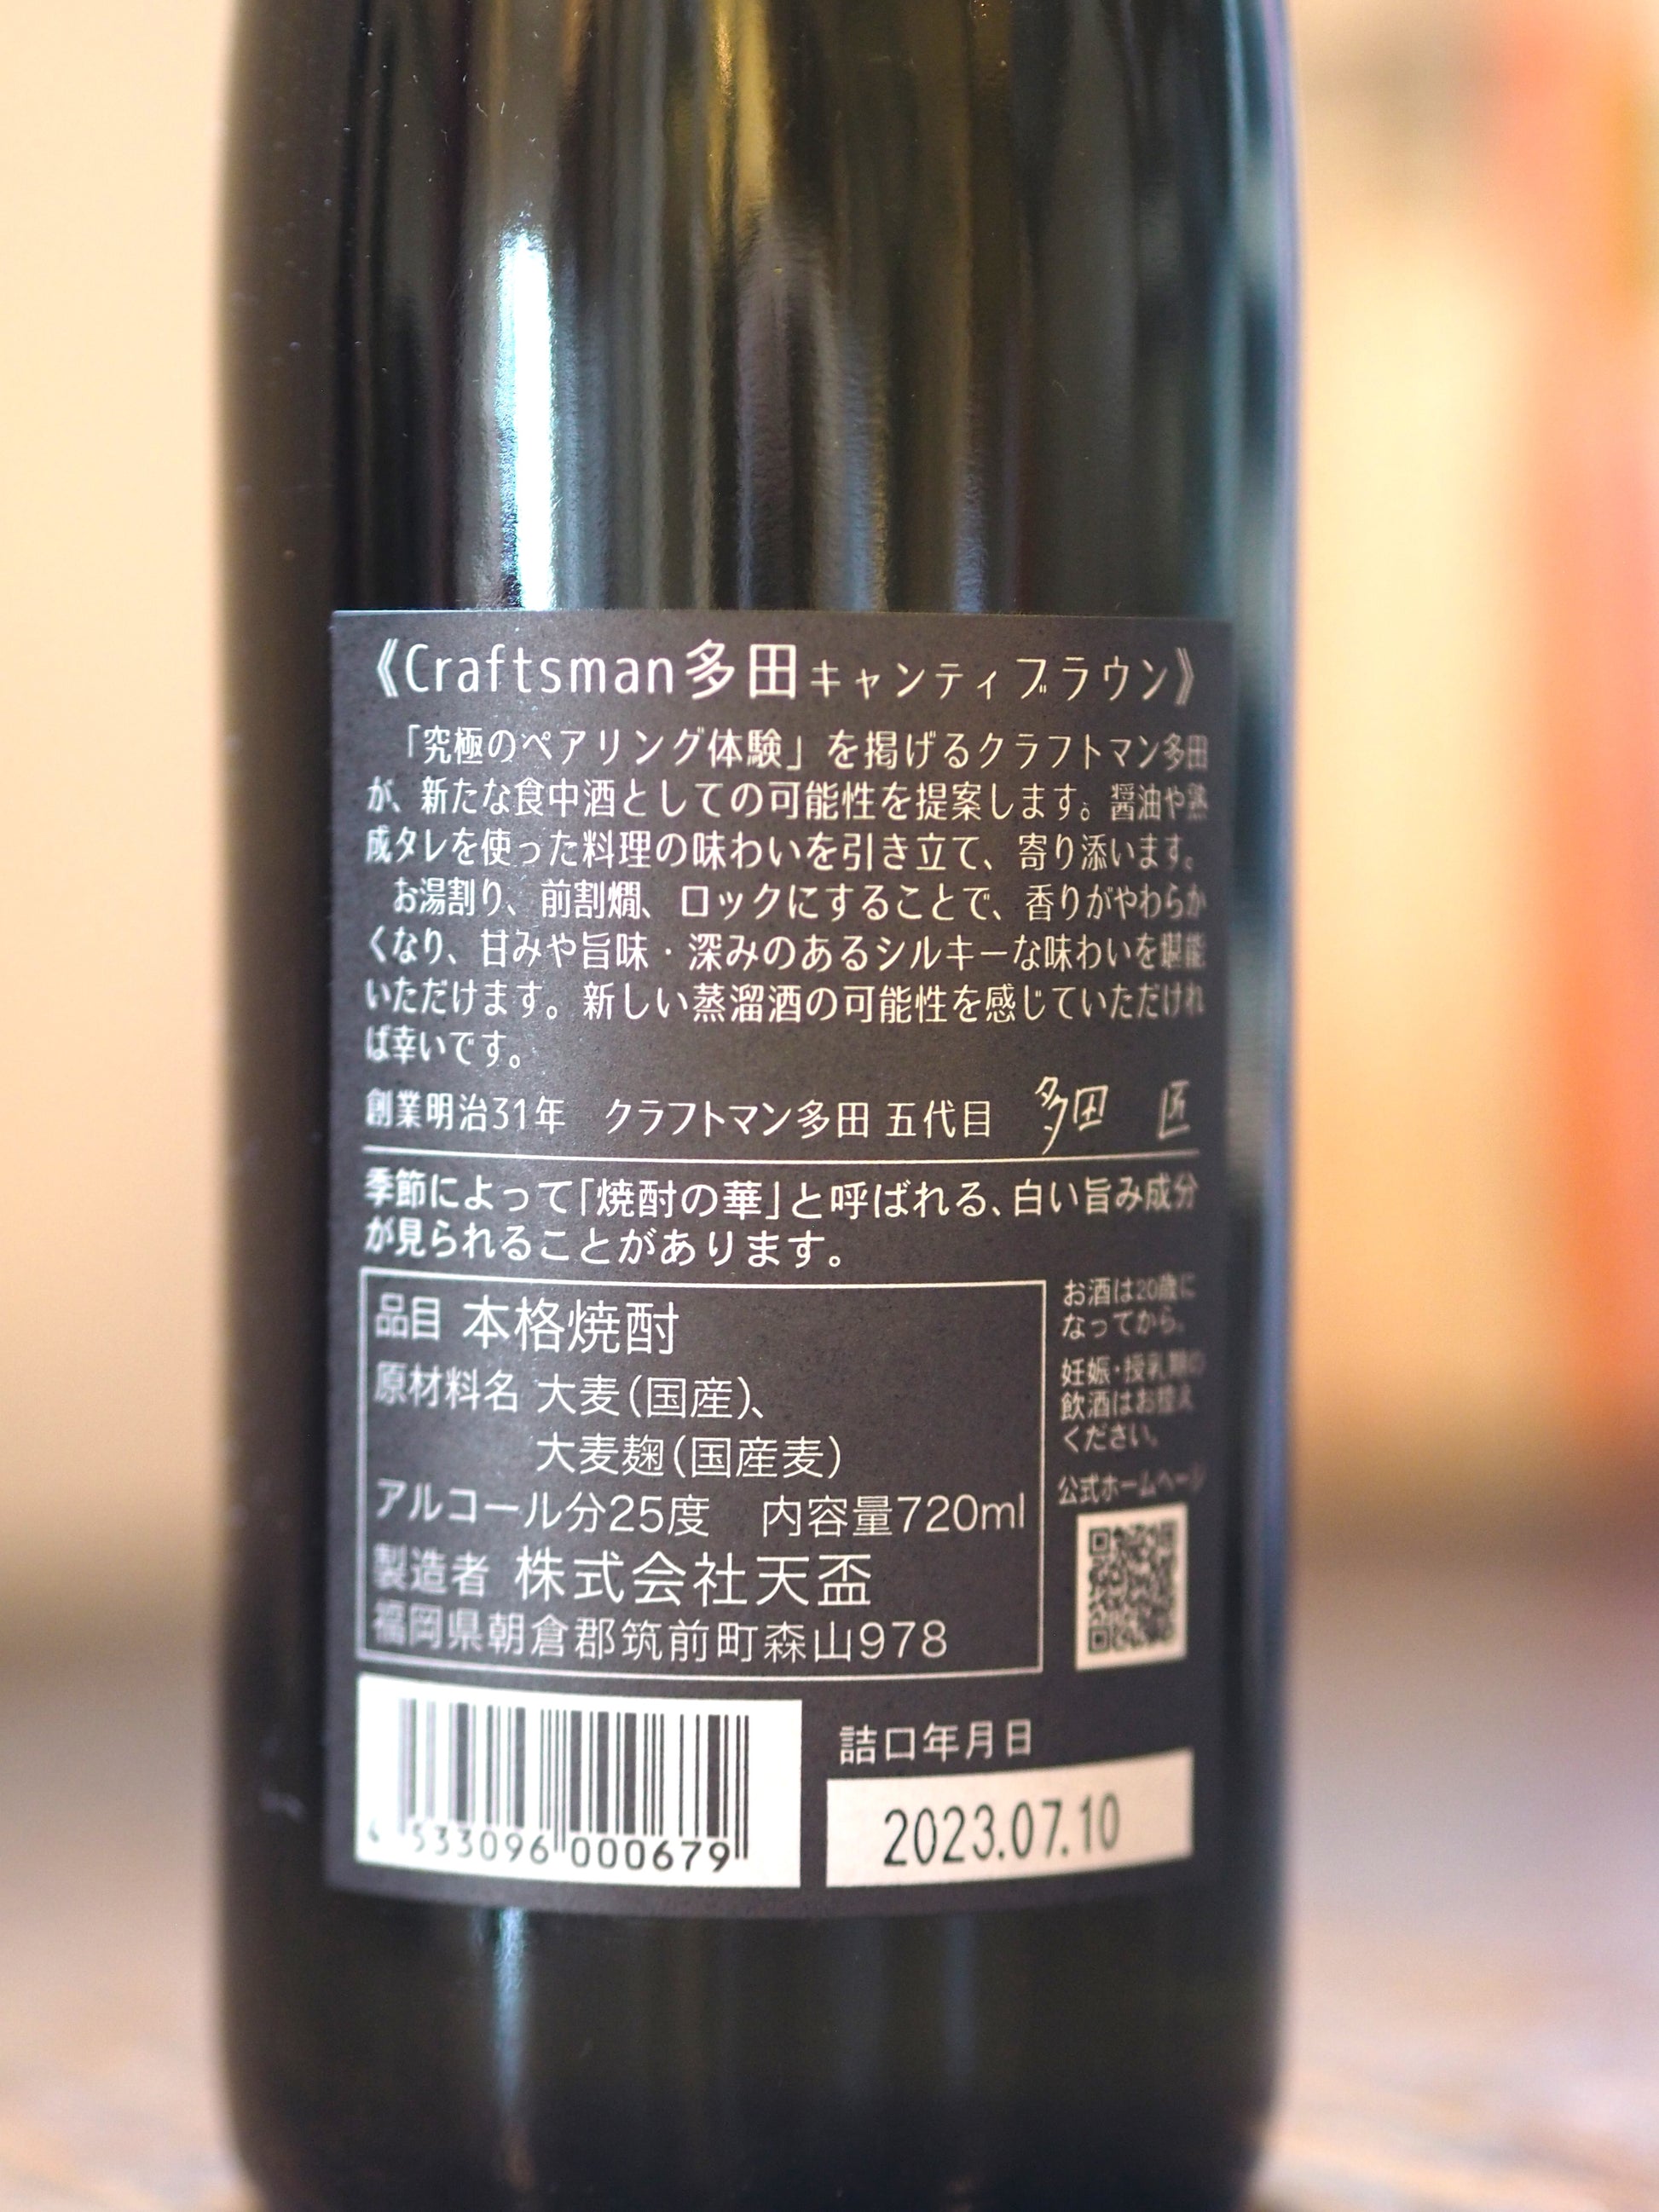 《Craftsman多田キャンティブラウン》
「究極のペアリング体験」を掲げるクラフトマン多田
が、新たな食中酒としての可能性を提案します。醤油や熟
成タレを使った料理の味わいを引き立て、寄り添います。
お湯割り、前割燗、ロックにすることで、香りがやわらか
くなり、甘みや旨味・深みのあるシルキーな味わいを堪能
いただけます。新しい蒸溜酒の可能性を感じていただけれ
ば幸いです。
創業明治31年 クラフトマン多田 五代目 多田 匠
季節によって「焼酎の華」と呼ばれる、白い旨み成分
が見られることがあります。
品目 本格焼酎
原材料名 大麦(国産)、
大麦麹(国産麦)
アルコール分25度 内容量720ml
製造者 株式会社天盃
福岡県朝倉郡筑前町森山978
お酒は20歳に
なってから。
妊娠・授乳期の
飲酒はお控え
ください。
公式ホームページ
4 533096 000679
詰口年月日
2023.07.10